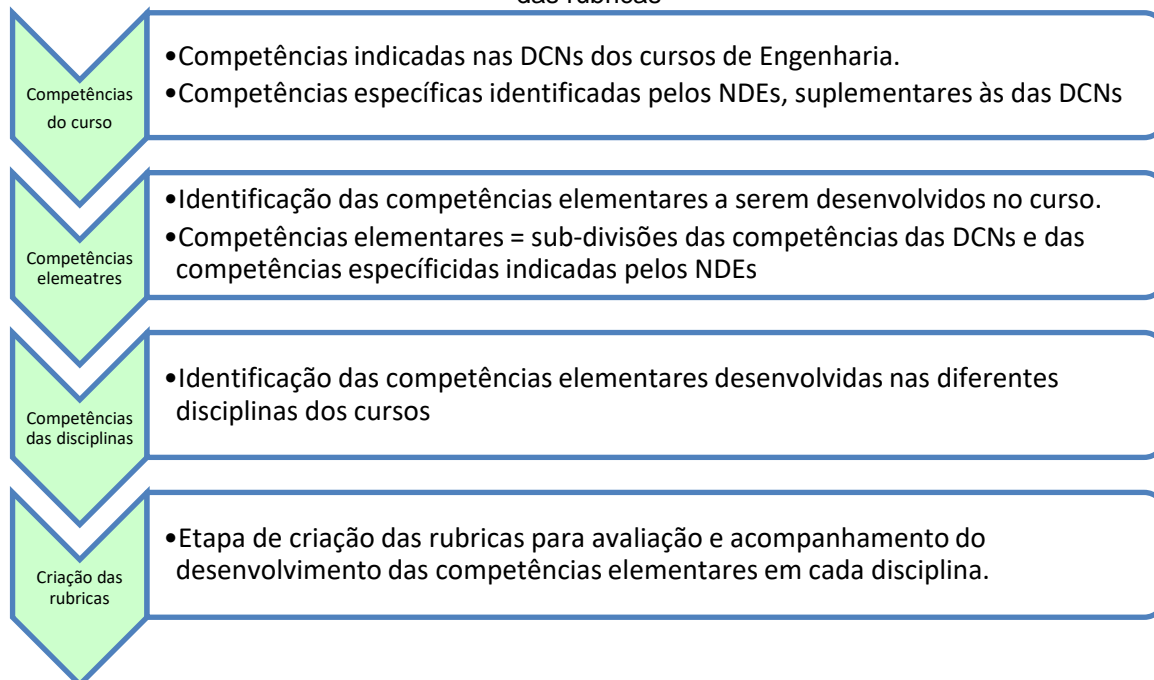 das rubricas
Competências
do curso
•Competências indicadas nas DCNs dos cursos de Engenharia.
•Competências específicas identificadas pelos NDEs, suplementares às das DCNs
Competências
elemeatres
•Identificação das competências elementares a serem desenvolvidos no curso.
•Competências elementares = sub-divisões das competências das DCNs e das
competências específicidas indicadas pelos NDEs
Competências
das disciplinas
•Identificação das competências elementares desenvolvidas nas diferentes
disciplinas dos cursos
Criação das
rubricas
•Etapa de criação das rubricas para avaliação e acompanhamento do
desenvolvimento das competências elementares em cada disciplina.